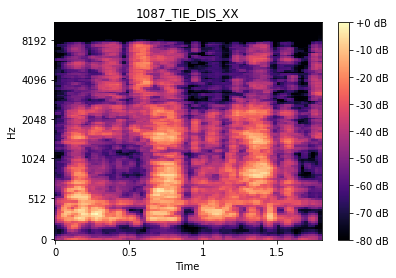 1087_TIE_DIS_XX
+0 dB
8192
-10 dB
4096
-20 dB
-30 dB
2048
Hz
-40 dB
1024
-50 dB
512
-60 dB
-70 dB
0
-80 dB
0 0.5 1 1.5
Time